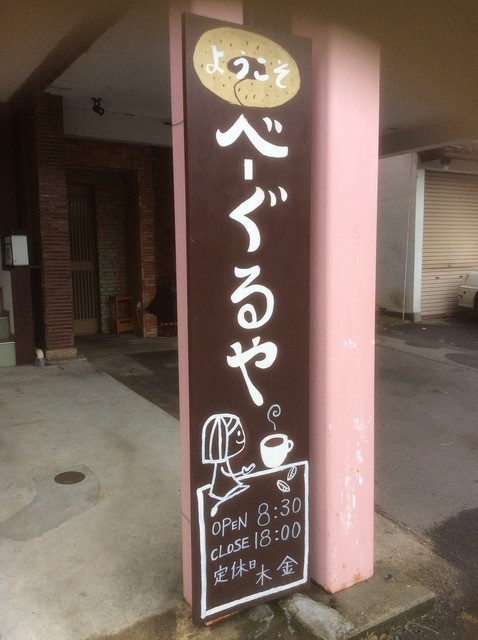 ようこそ
べーぐるや
OPEN 8:30
CLOSE 18:00
定休日 木 金